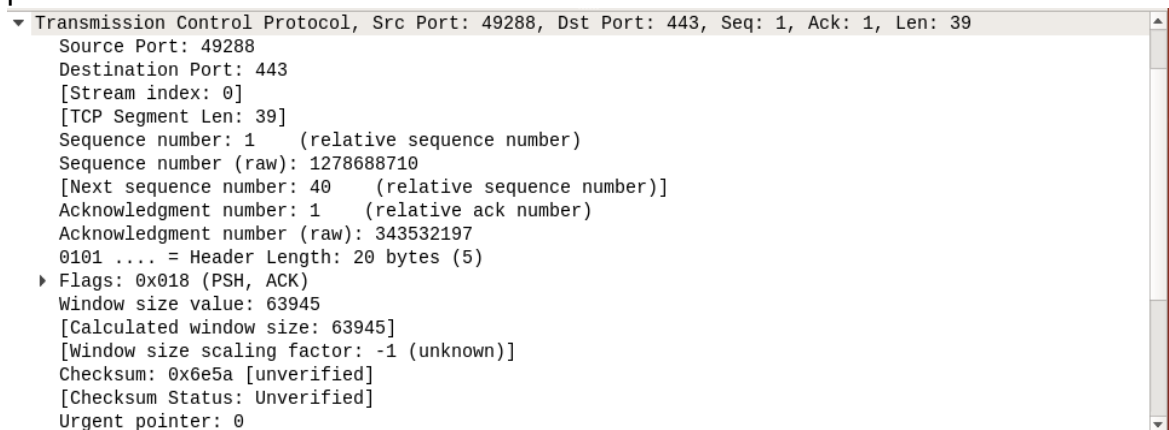 Transmission Control Protocol, Src Port: 49288, Dst Port: 443, Seq: 1, Ack: 1, Len: 39
Source Port: 49288
Destination Port: 443
[Stream index: 0]
[TCP Segment Len: 39]
Sequence number: 1    (relative sequence number)
Sequence number (raw): 1278688710
[Next sequence number: 40    (relative sequence number)]
Acknowledgment number: 1    (relative ack number)
Acknowledgment number (raw): 343532197
0101 .... = Header Length: 20 bytes (5)
Flags: 0x018 (PSH, ACK)
Window size value: 63945
[Calculated window size: 63945]
[Window size scaling factor: -1 (unknown)]
Checksum: 0x6e5a [unverified]
[Checksum Status: Unverified]
Urgent pointer: 0